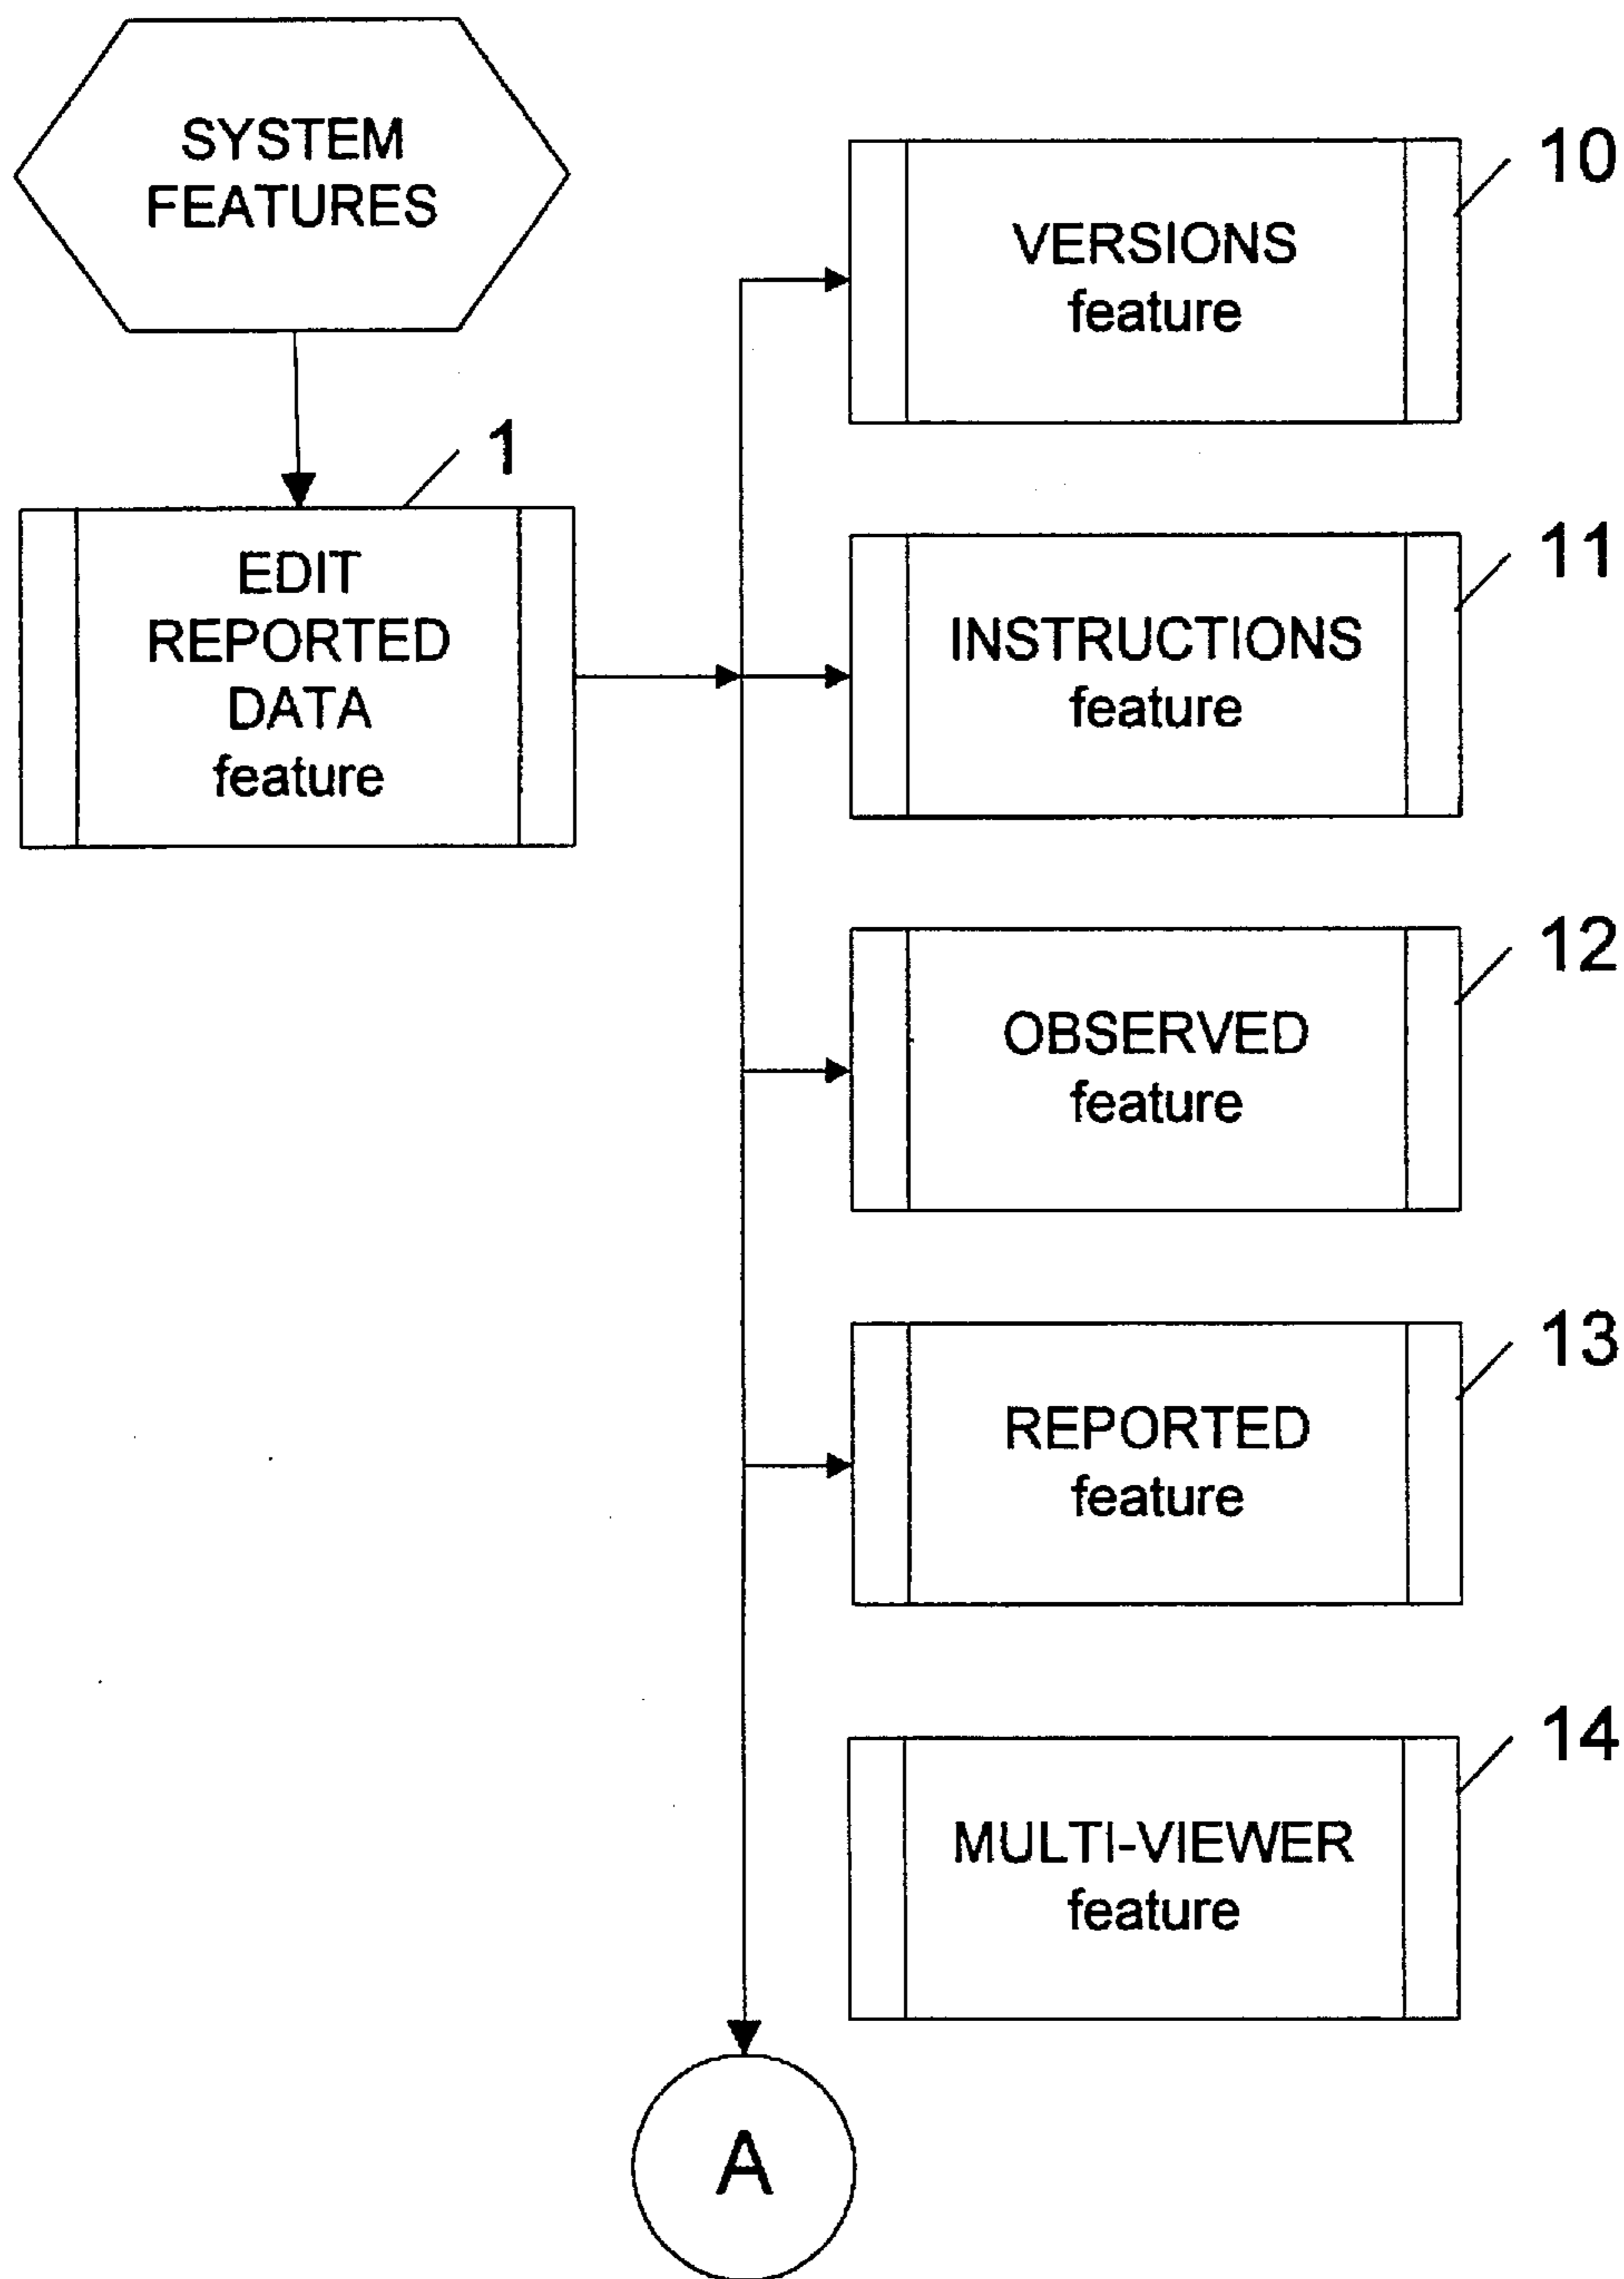 SYSTEM
FEATURES
1
EDIT
REPORTED
DATA
feature
10
VERSIONS
feature
11
INSTRUCTIONS
feature
12
OBSERVED
feature
13
REPORTED
feature
14
MULTI-VIEWER
feature
A